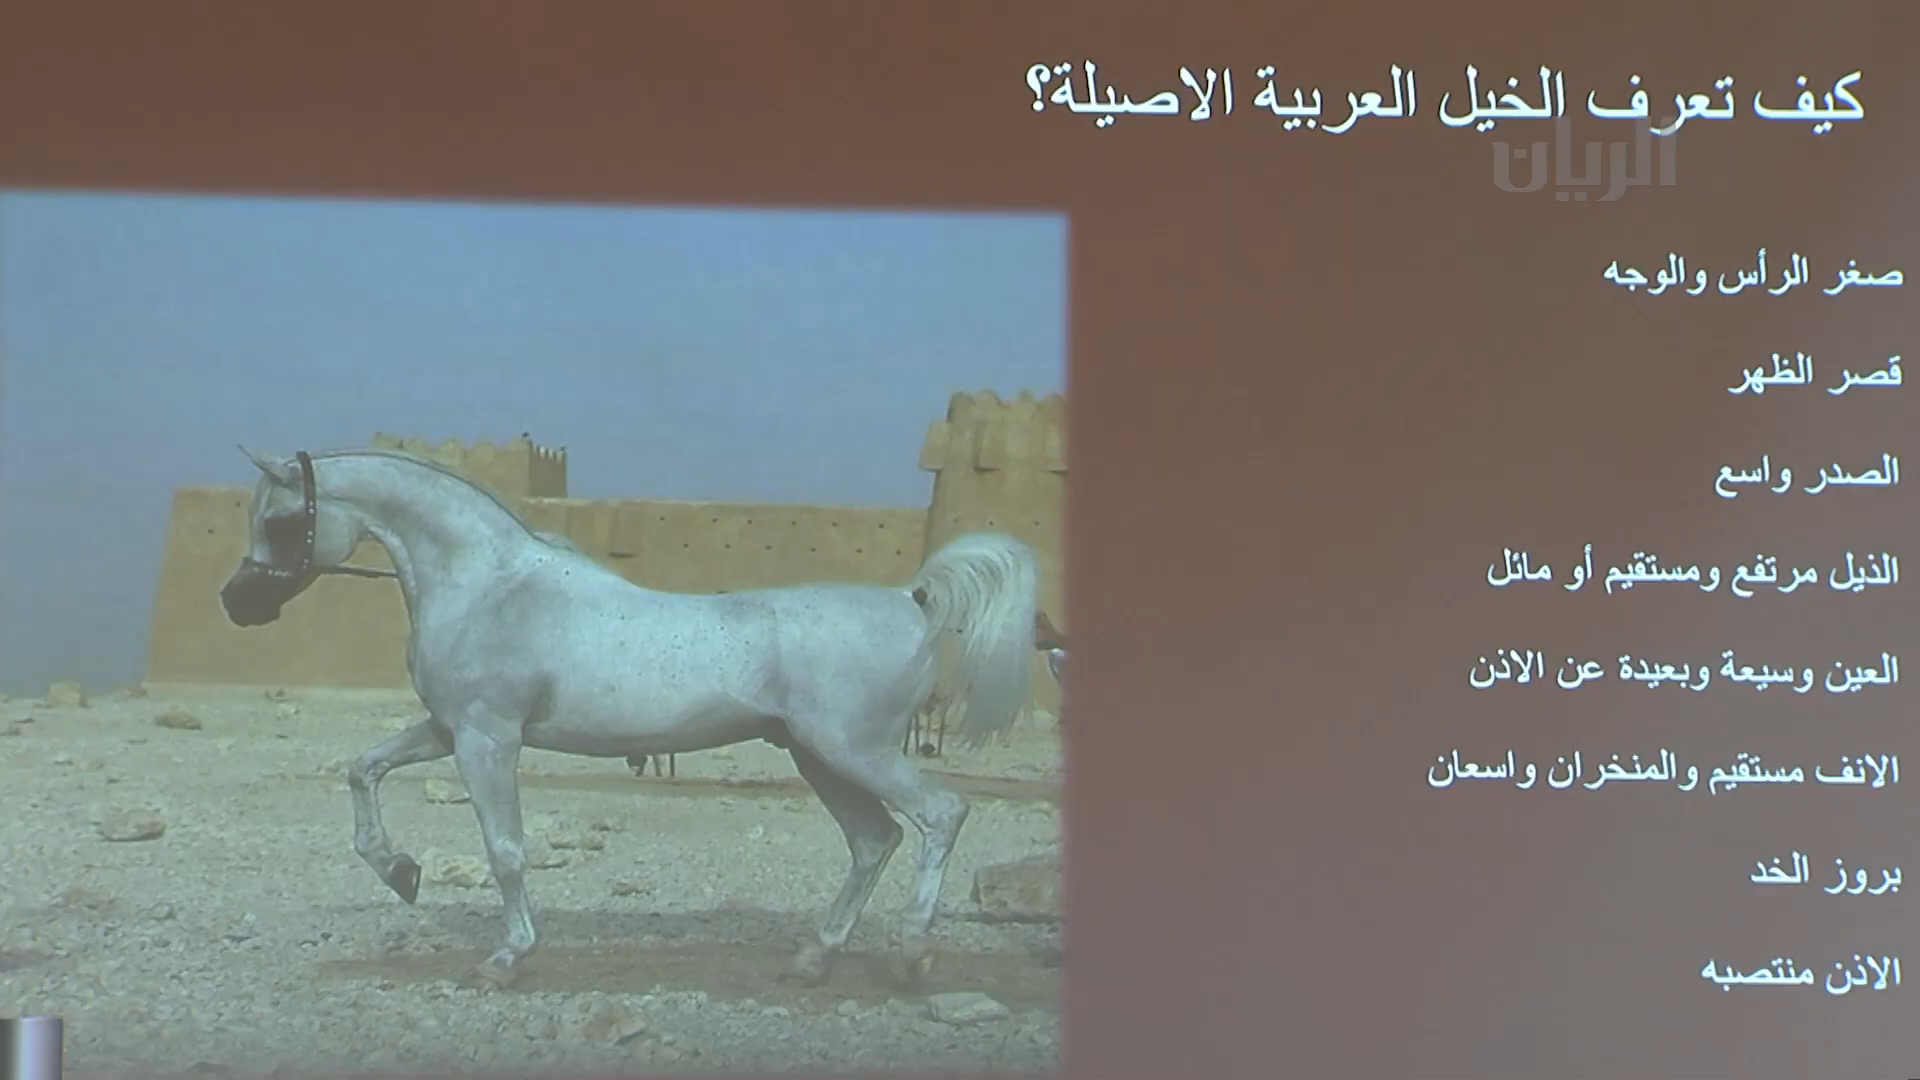 كيف تعرف الخيل العربية الاصيلة؟
الريان
صغر الرأس والوجه
قصر الظهر
الصدر واسع
الذيل مرتفع ومستقيم أو مائل
العين وسيعة وبعيدة عن الاذن
الانف مستقيم والمنخران واسعان
بروز الخد
الاذن منتصبه